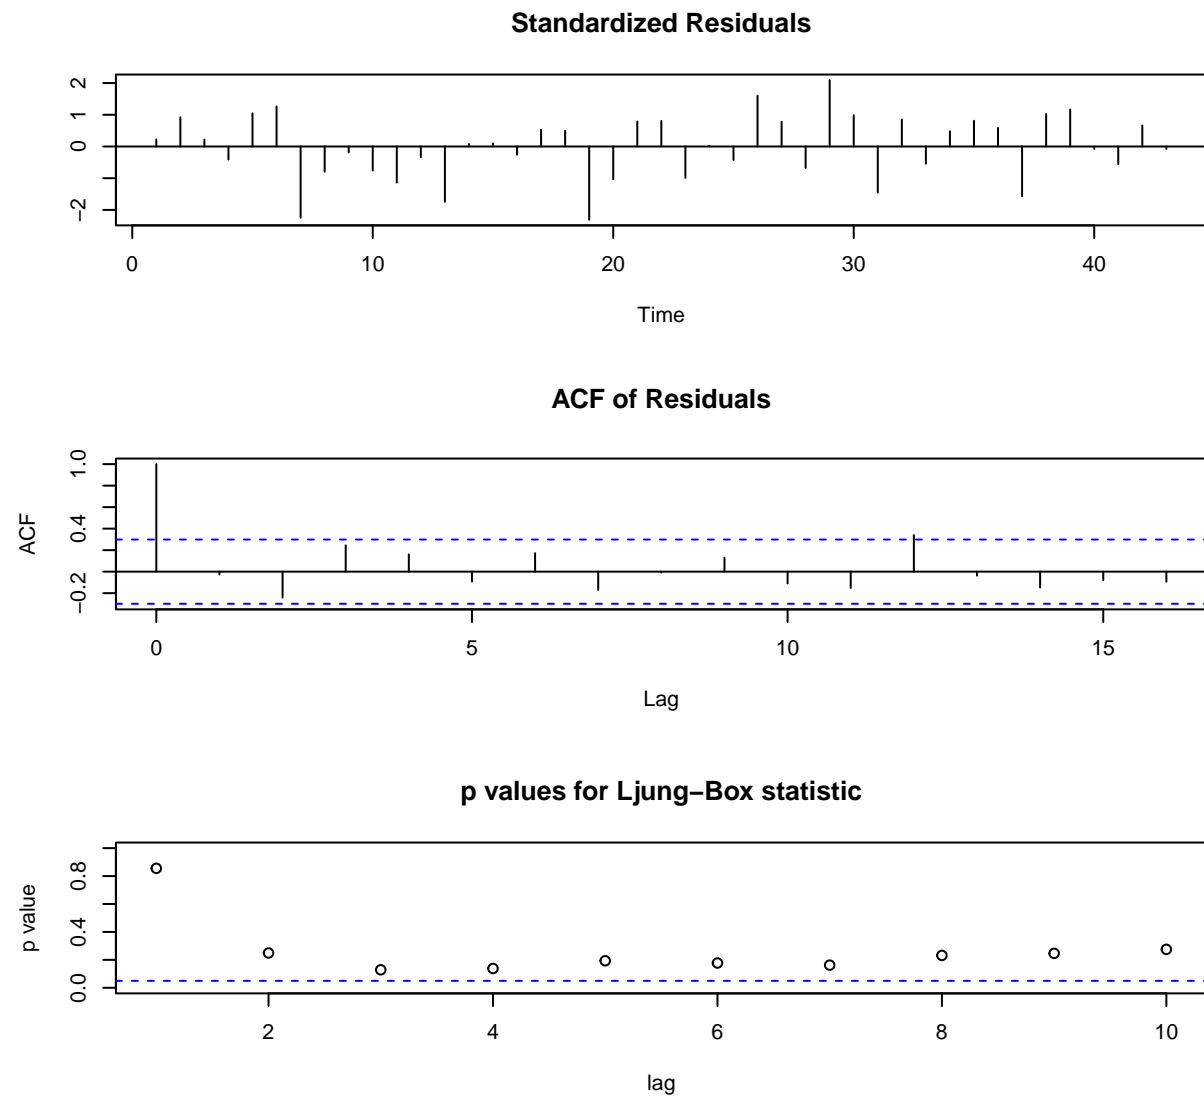 Standardized Residuals
2
1
0
−2
0 10 20 30 40
Time
ACF of Residuals
ACF
1.0
0.4
−0.2
0 5 10 15
Lag
p values for Ljung−Box statistic
p value
0.8
0.4
0.0
2 4 6 8 10
lag